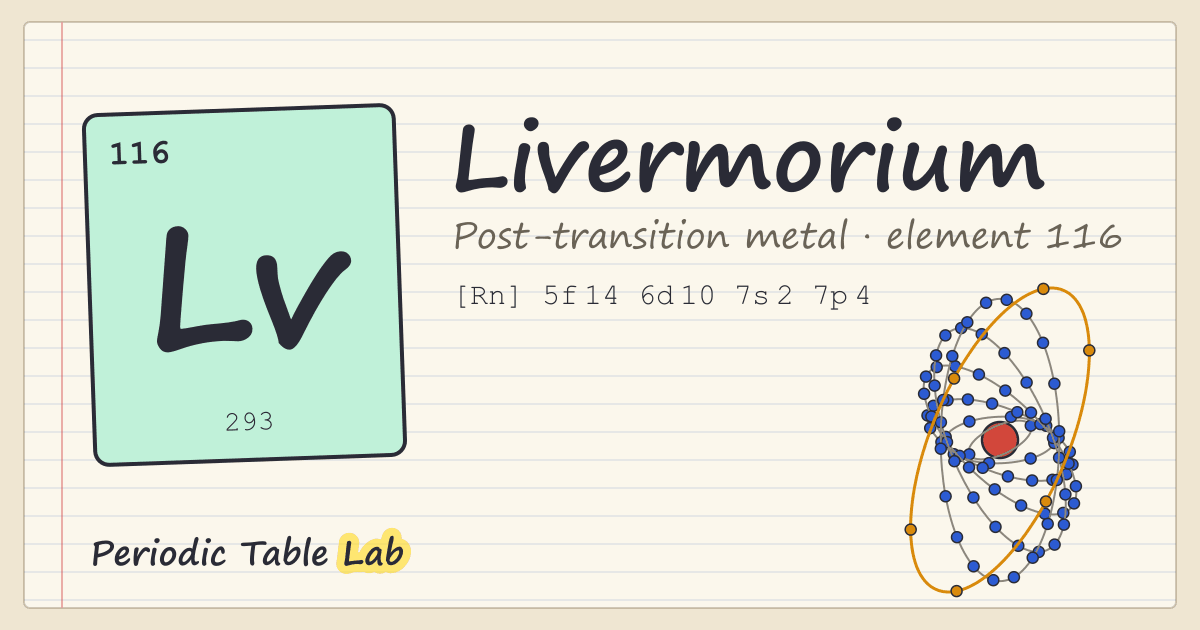 116
Lv
293
Livermorium
Post-transition metal · element 116
[Rn] 5f14 6d10 7s2 7p4
Periodic Table Lab